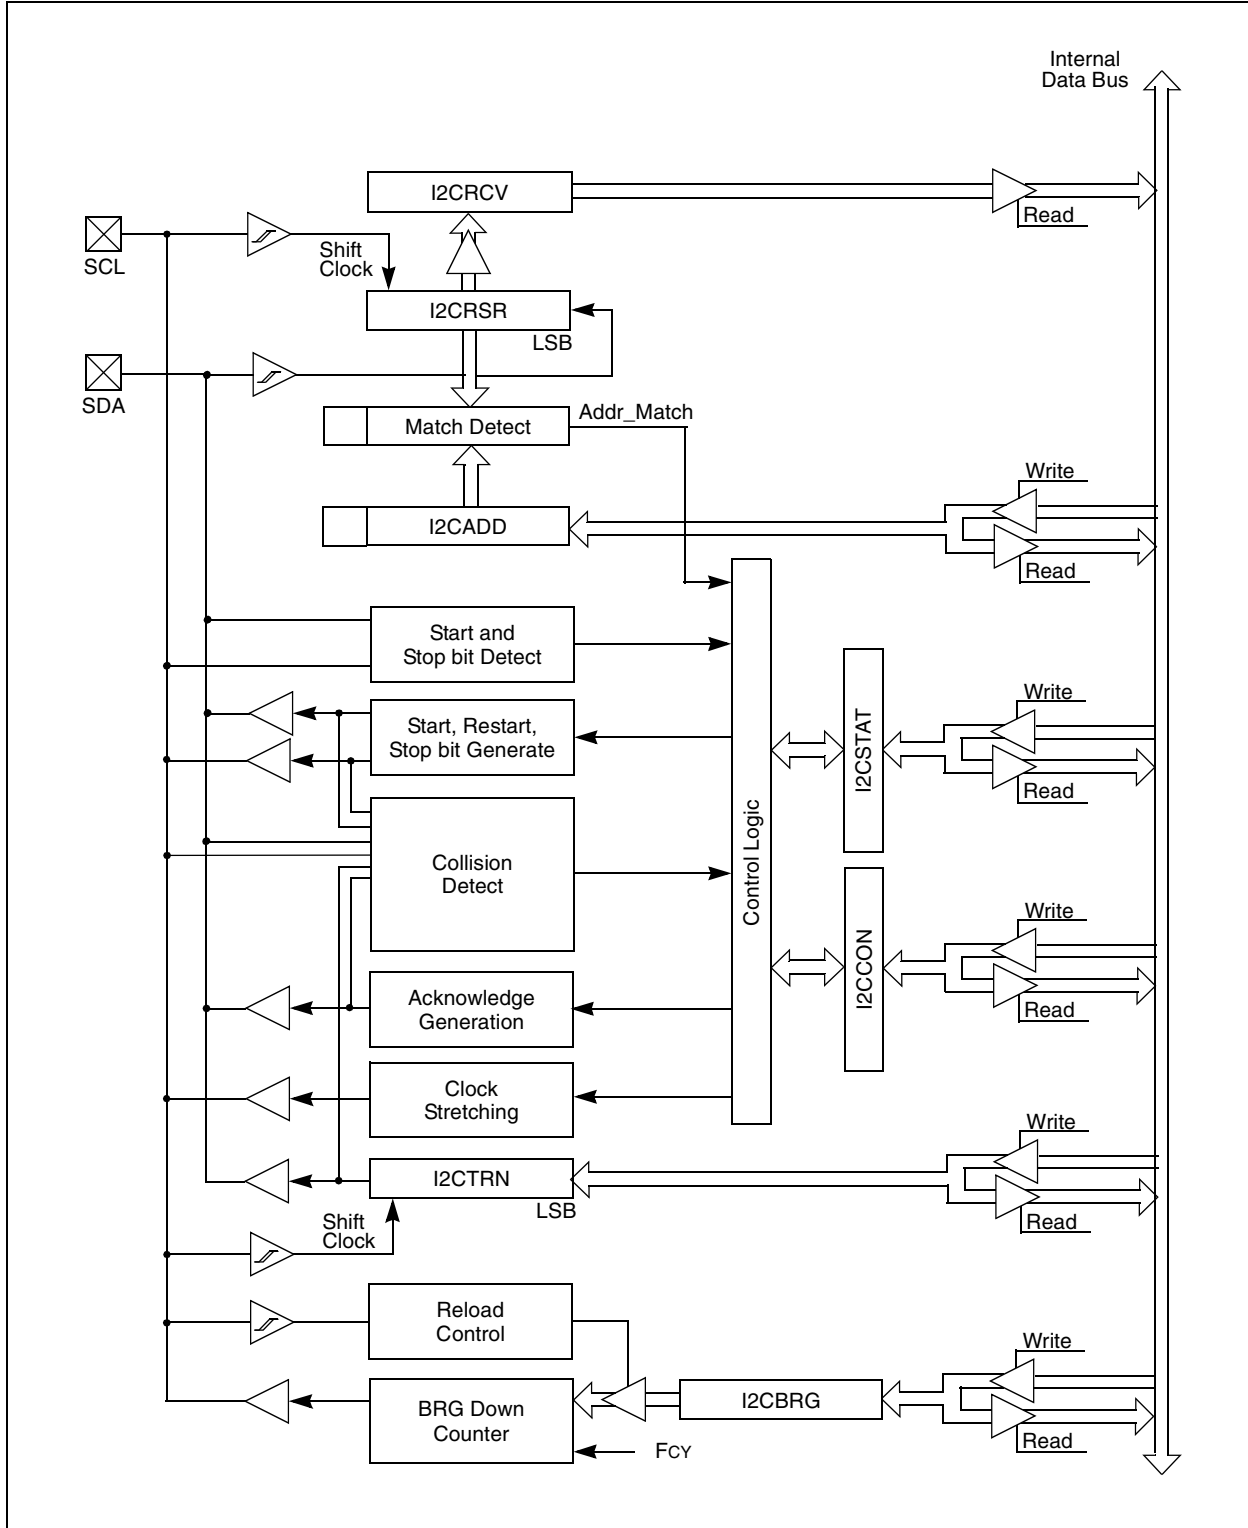 Internal
Data Bus
I2CRCV
Read
SCL
Shift
Clock
I2CRSR
LSB
SDA
Match Detect
Addr_Match
Write
I2CADD
Read
Start and
Stop bit Detect
Write
Start, Restart,
Stop bit Generate
I2CSTAT
Read
Control Logic
Collision
Detect
Write
I2CCON
Acknowledge
Generation
Read
Clock
Stretching
Write
I2CTRN
LSB
Read
Shift
Clock
Reload
Control
Write
BRG Down
Counter
I2CBRG
Read
FCY